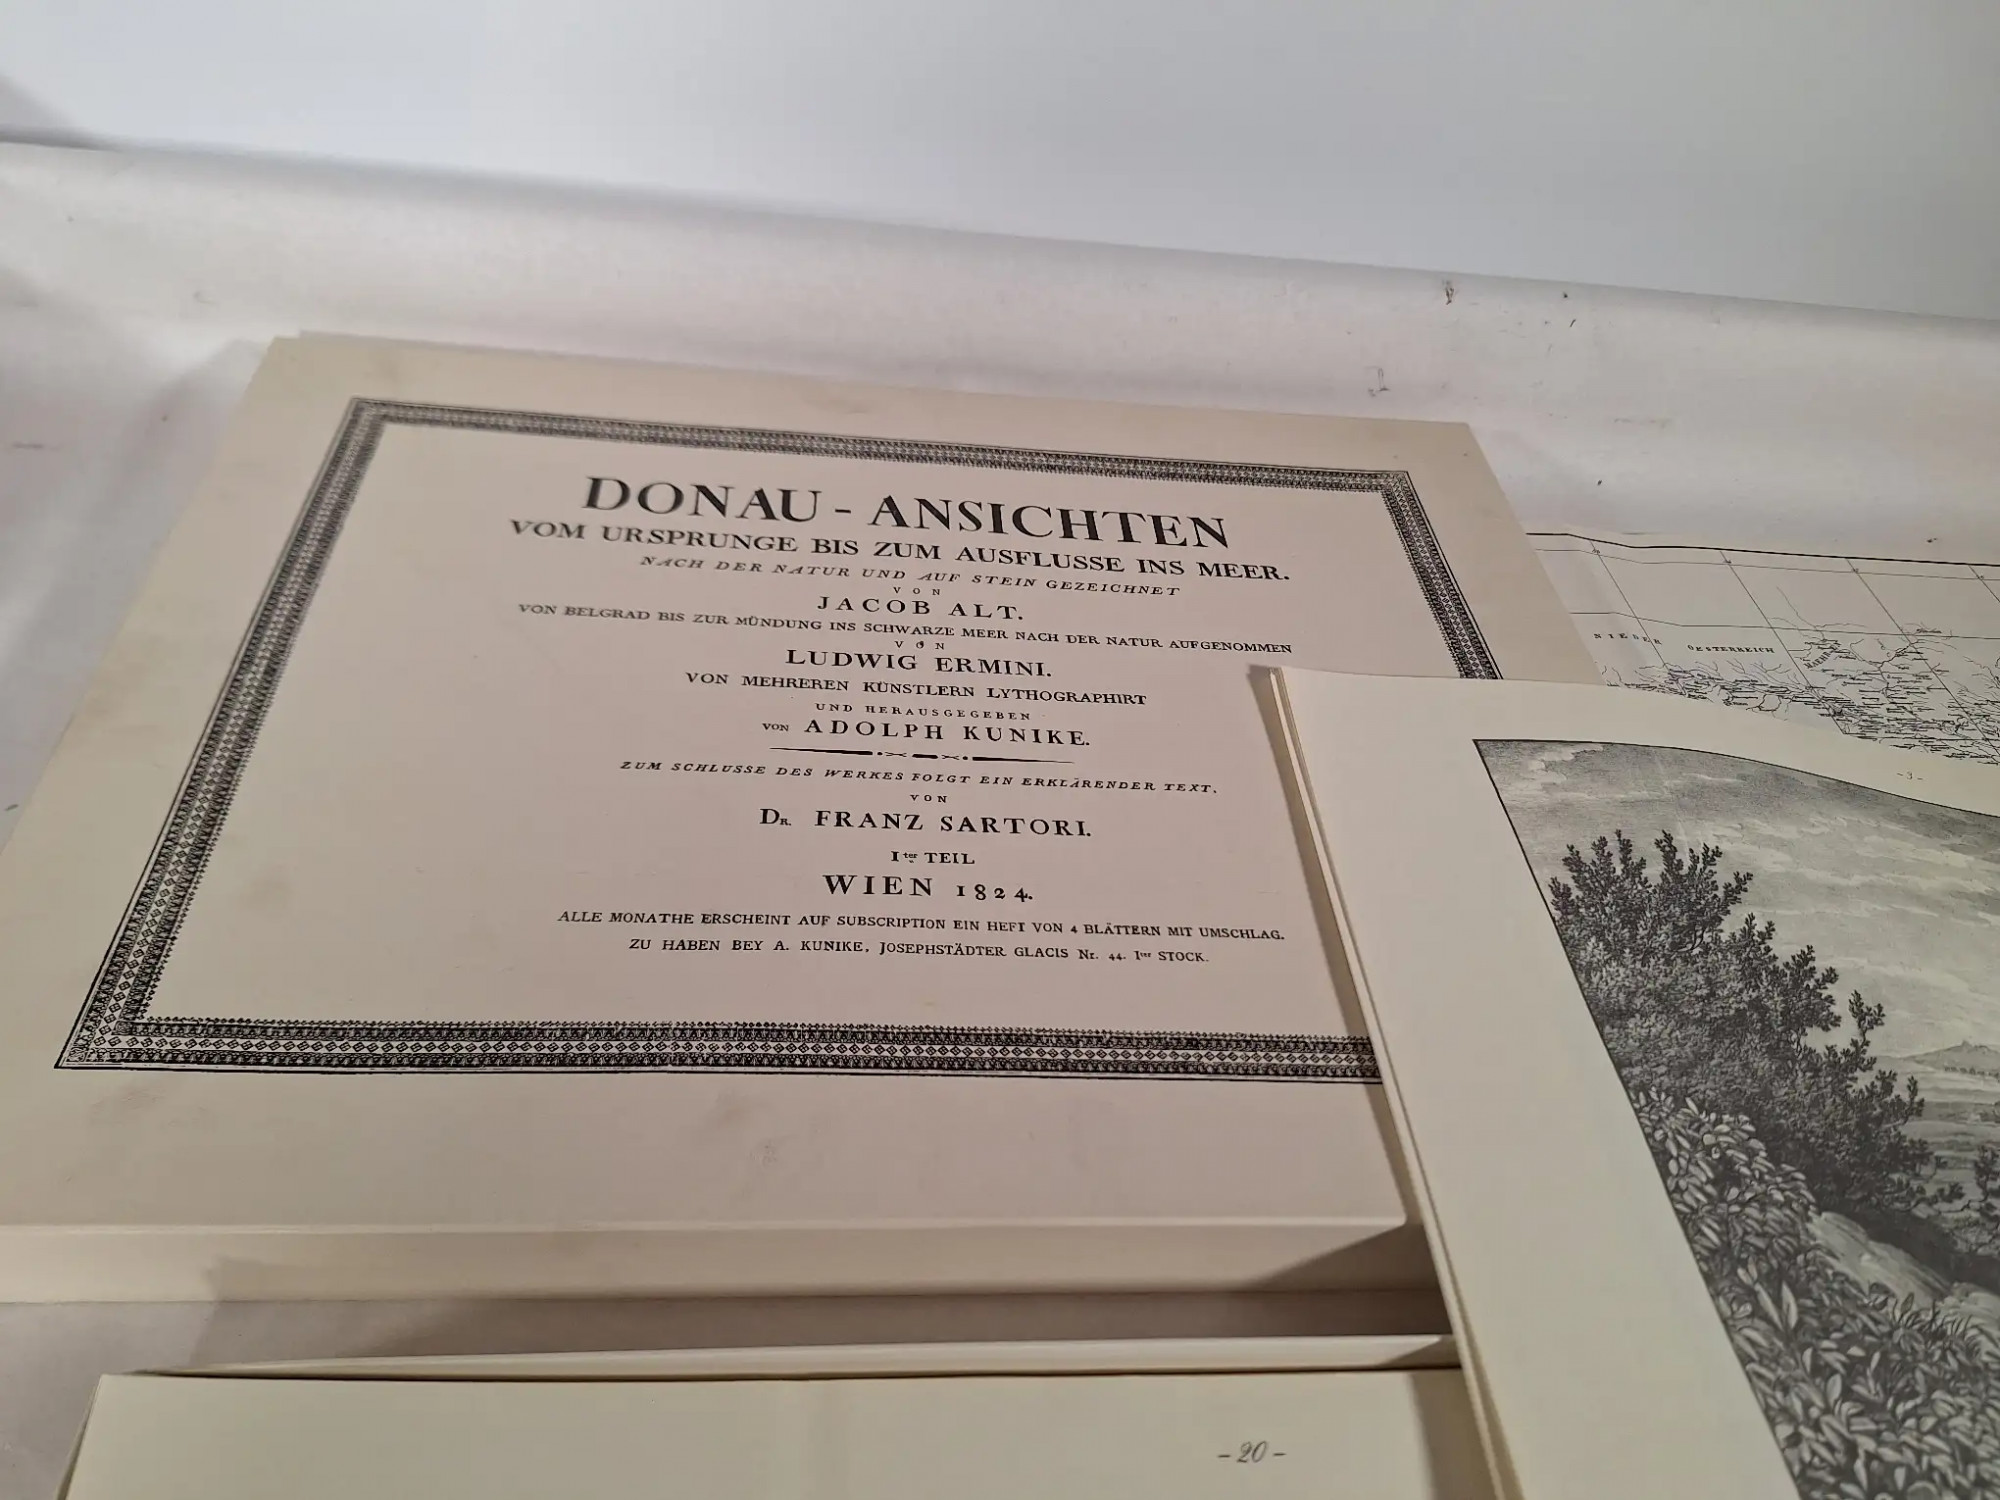 DONAU - ANSICHTEN
VOM URSPRUNGE BIS ZUM AUSFLUSSE INS MEER.
NACH DER NATUR UND AUF STEIN GEZEICHNET
VON
JACOB ALT.
VON BELGRAD BIS ZUR MÜNDUNG INS SCHWARZE MEER NACH DER NATUR AUFGENOMMEN
VON
LUDWIG ERMINI.
VON MEHREREN KÜNSTLERN LYTHOGRAPHIRT
UND HERAUSGEGEBEN
VON ADOLPH KUNIKE.
ZUM SCHLUSSE DES WERKES FOLGT EIN ERKLÄRENDER TEXT.
VON
DR. FRANZ SARTORI.
Iter TEIL
WIEN 1824.
ALLE MONATHE ERSCHEINT AUF SUBSCRIPTION EIN HEFT VON 4 BLÄTTERN MIT UMSCHLAG.
ZU HABEN BEY A. KUNIKE, JOSEPHSTÄDTER GLACIS Nr. 44. Iter STOCK.
NIEDER OESTERREICH
-3-
-20-